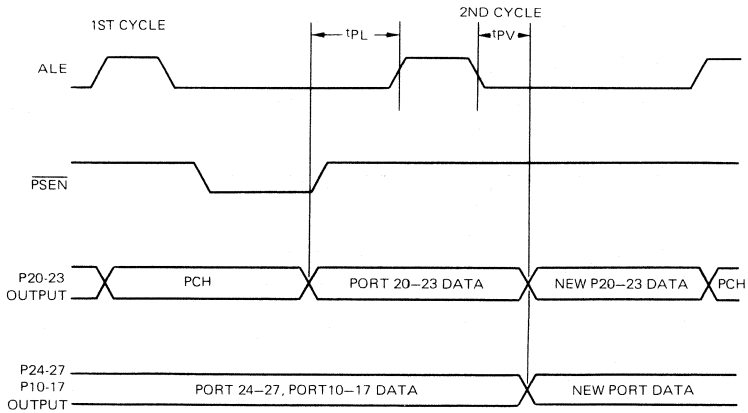 1ST CYCLE
2ND CYCLE
tPL
tPV
ALE
PSEN
P20-23
OUTPUT
PCH
PORT 20–23 DATA
NEW P20–23 DATA
PCH
P24-27
P10-17
OUTPUT
PORT 24–27, PORT10–17 DATA
NEW PORT DATA